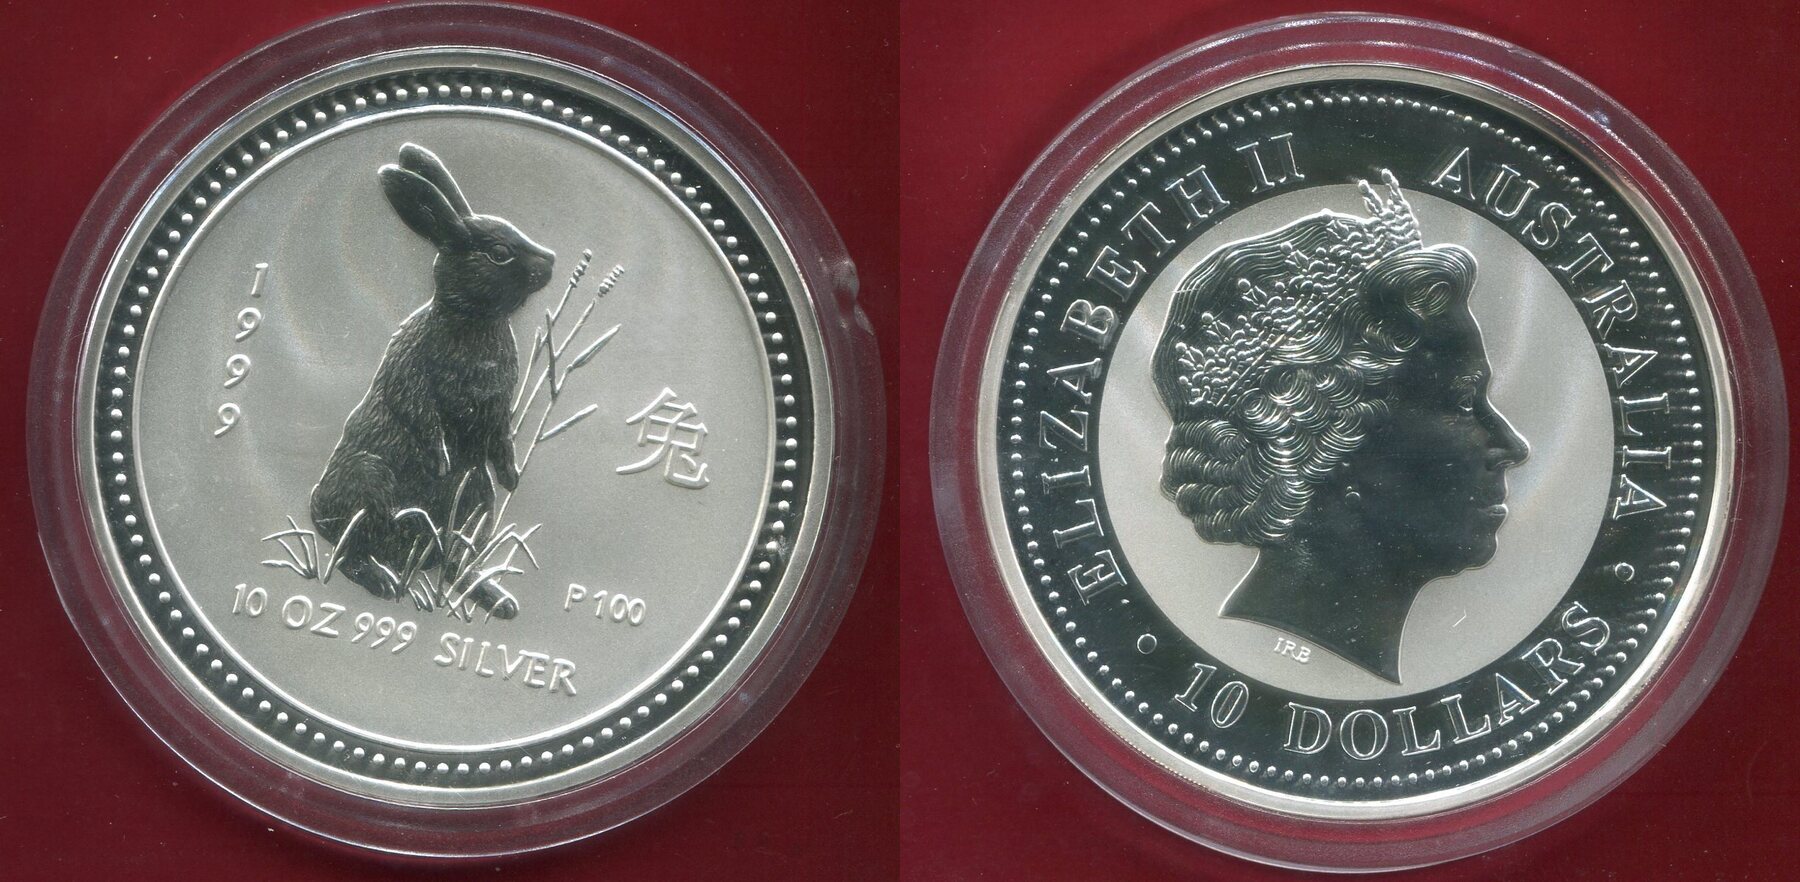 1999
兔
P100
10 OZ 999 SILVER
ELIZABETH II AUSTRALIA
10 DOLLARS
IRB